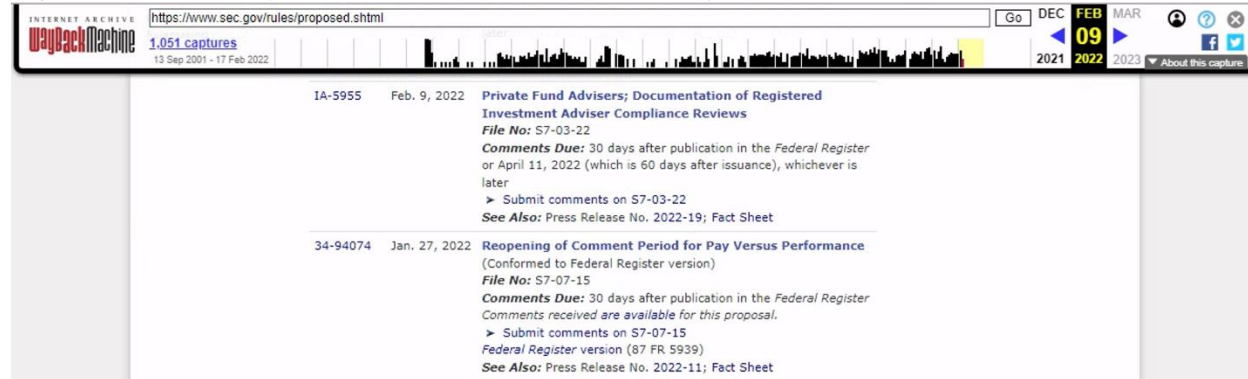 INTERNET ARCHIVE
WayBackMachine
https://www.sec.gov/rules/proposed.shtml
Go
DEC FEB MAR
1,051 captures
09
13 Sep 2001 - 17 Feb 2022
2021 2022 2023
▼ About this capture
later
IA-5955 Feb. 9, 2022 Private Fund Advisers; Documentation of Registered
Investment Adviser Compliance Reviews
File No: S7-03-22
Comments Due: 30 days after publication in the Federal Register
or April 11, 2022 (which is 60 days after issuance), whichever is
later
➤ Submit comments on S7-03-22
See Also: Press Release No. 2022-19; Fact Sheet
34-94074 Jan. 27, 2022 Reopening of Comment Period for Pay Versus Performance
(Conformed to Federal Register version)
File No: S7-07-15
Comments Due: 30 days after publication in the Federal Register
Comments received are available for this proposal.
➤ Submit comments on S7-07-15
Federal Register version (87 FR 5939)
See Also: Press Release No. 2022-11; Fact Sheet